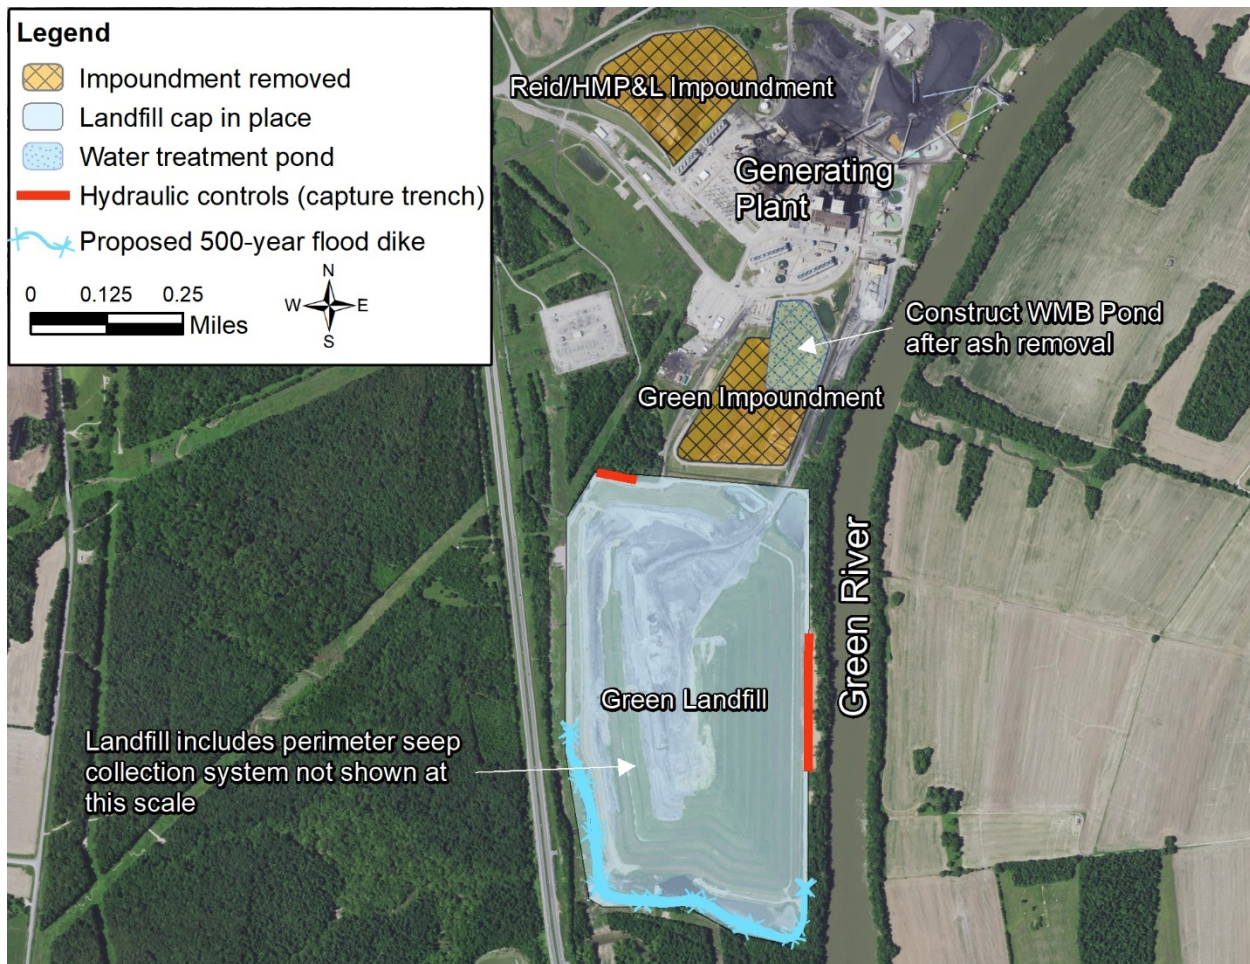 Legend
Impoundment removed
Landfill cap in place
Water treatment pond
Hydraulic controls (capture trench)
Proposed 500-year flood dike
0 0.125 0.25
Miles
N
W E
S
Reid/HMP&L Impoundment
Generating
Plant
Construct WMB Pond
after ash removal
Green Impoundment
Green River
Green Landfill
Landfill includes perimeter seep
collection system not shown at
this scale